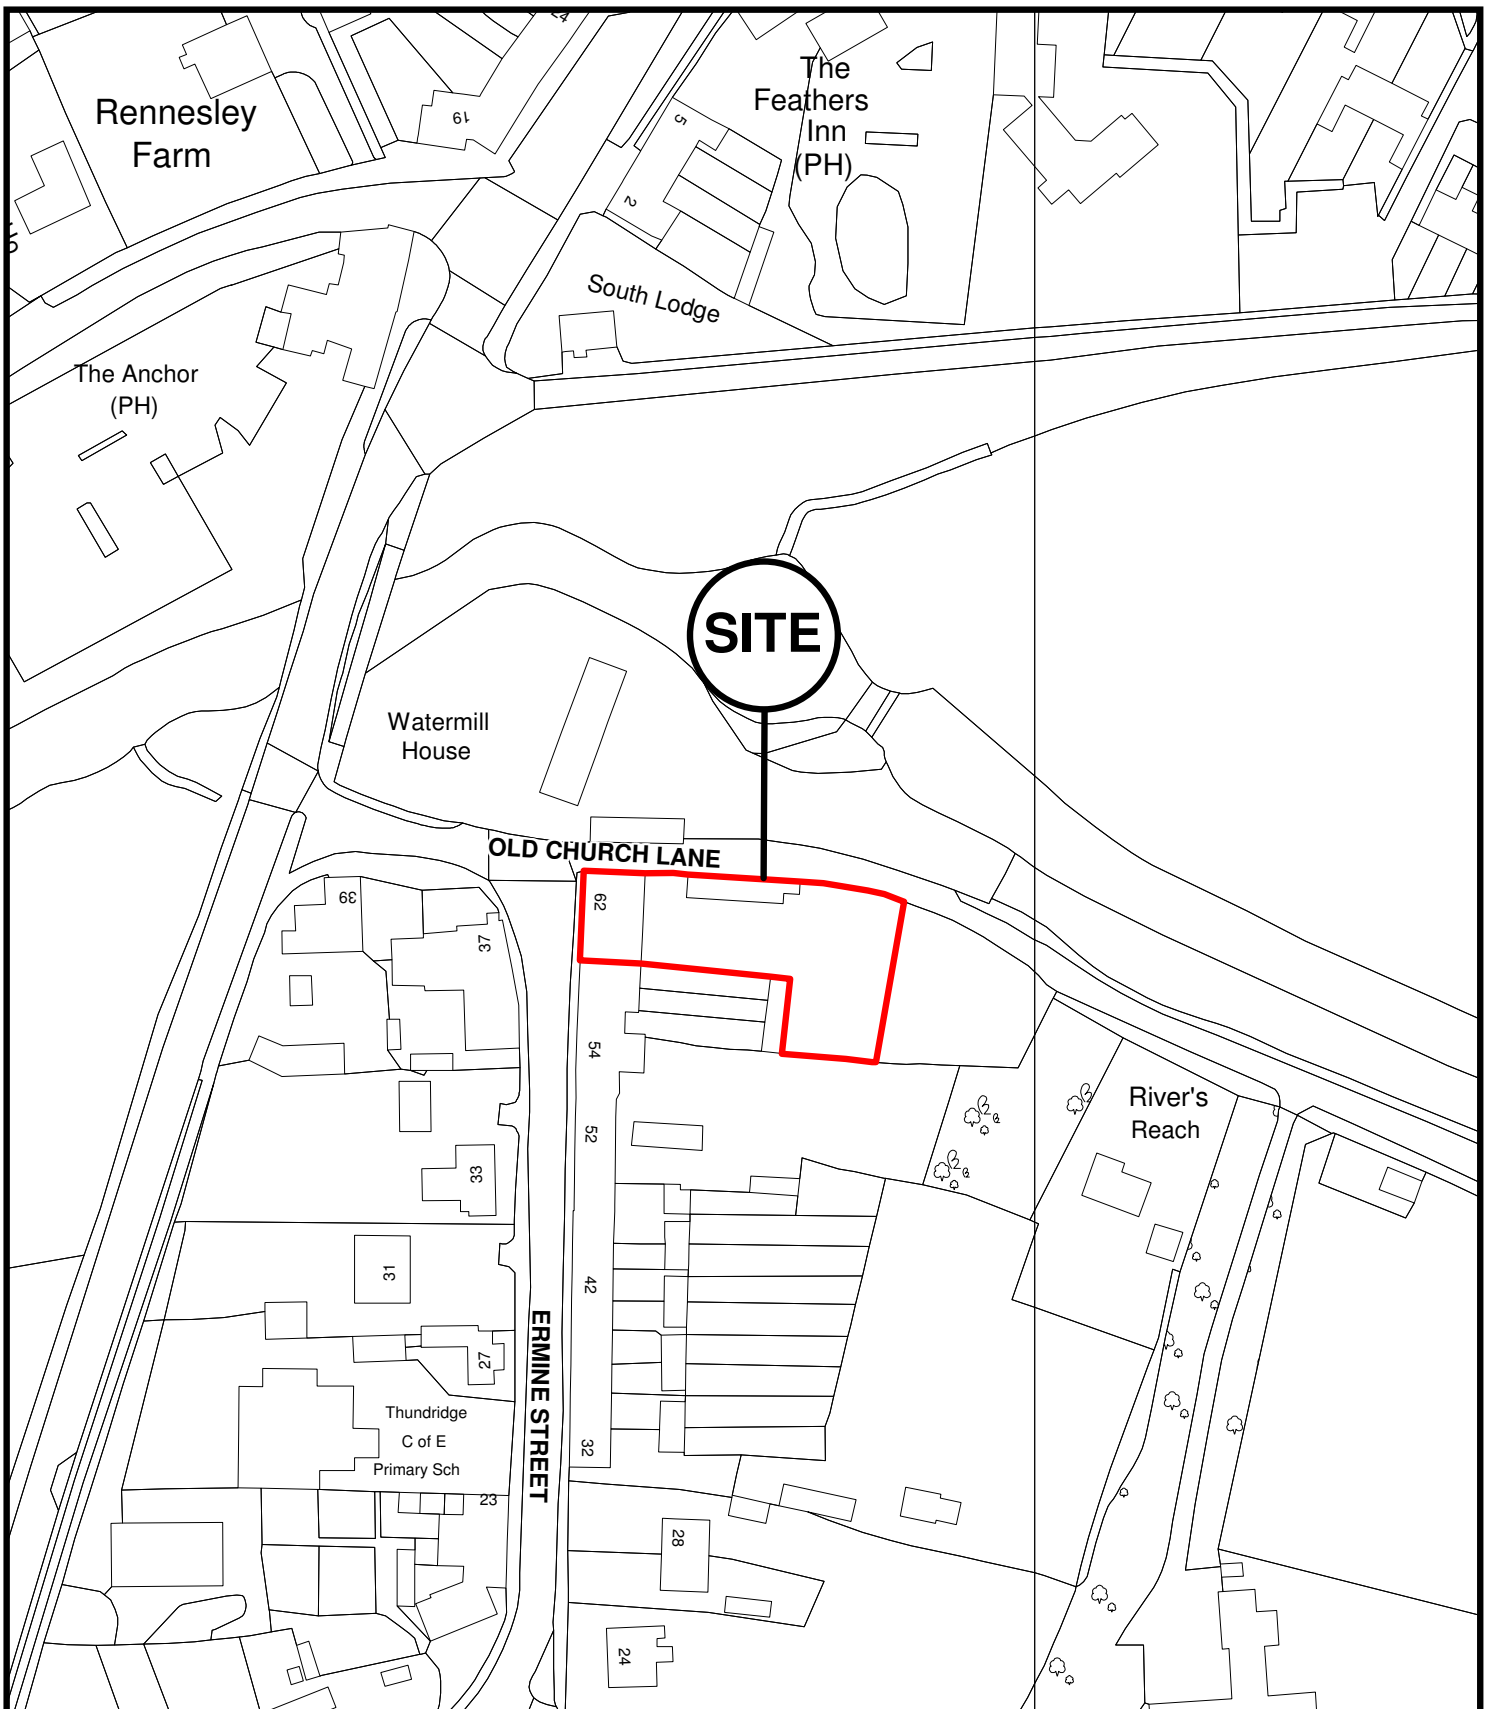 24
The
Feathers
Inn
(PH)
Rennesley
Farm
19
5
2
South Lodge
The Anchor
(PH)
SITE
Watermill
House
OLD CHURCH LANE
62
39
37
54
52
River's
Reach
33
31
42
ERMINE STREET
27
Thundridge
C of E
Primary Sch
32
23
28
24